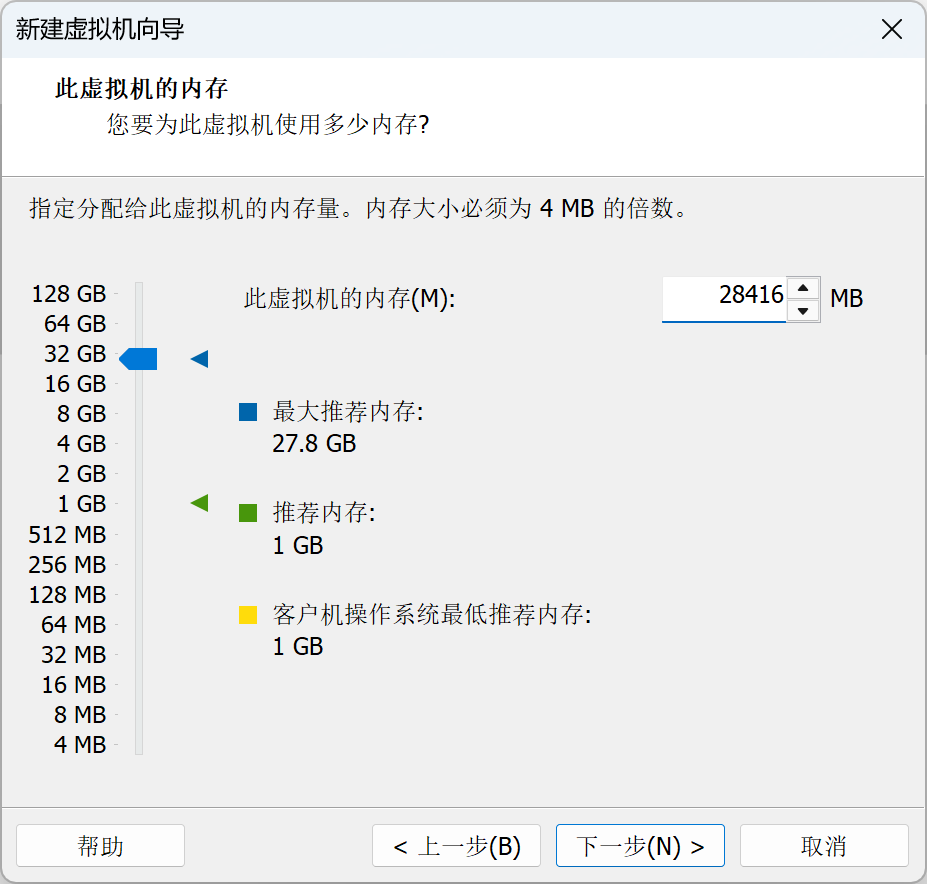 新建虚拟机向导
此虚拟机的内存
您要为此虚拟机使用多少内存?
指定分配给此虚拟机的内存量。内存大小必须为 4 MB 的倍数。
128 GB
64 GB
32 GB
16 GB
8 GB
4 GB
2 GB
1 GB
512 MB
256 MB
128 MB
64 MB
32 MB
16 MB
8 MB
4 MB
此虚拟机的内存(M): 28416 MB
最大推荐内存:
27.8 GB
推荐内存:
1 GB
客户机操作系统最低推荐内存:
1 GB
帮助 < 上一步(B) 下一步(N) > 取消